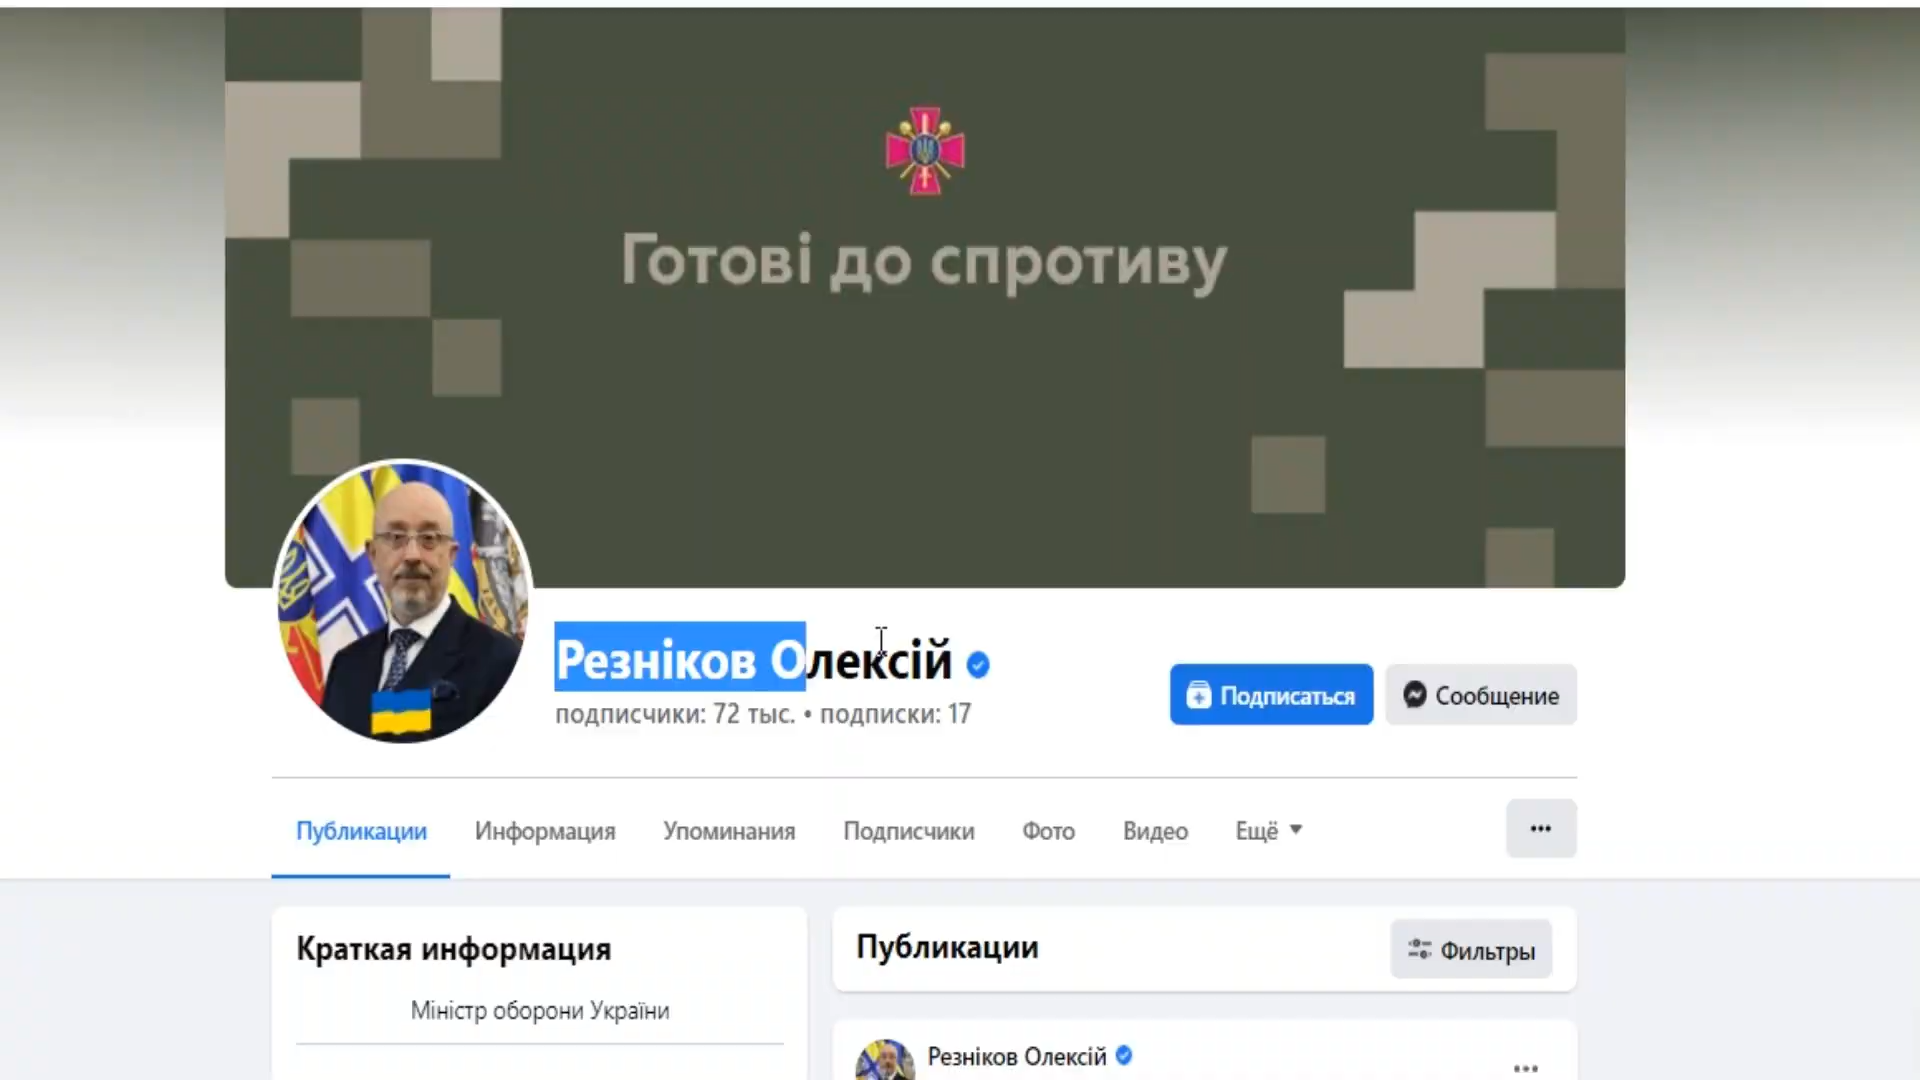 Готові до спротиву
Резніков Олексій
подписчики: 72 тыс. • подписки: 17
Подписаться
Сообщение
Публикации
Информация
Упоминания
Подписчики
Фото
Видео
Ещё
Краткая информация
Міністр оборони України
Публикации
Фильтры
Резніков Олексій